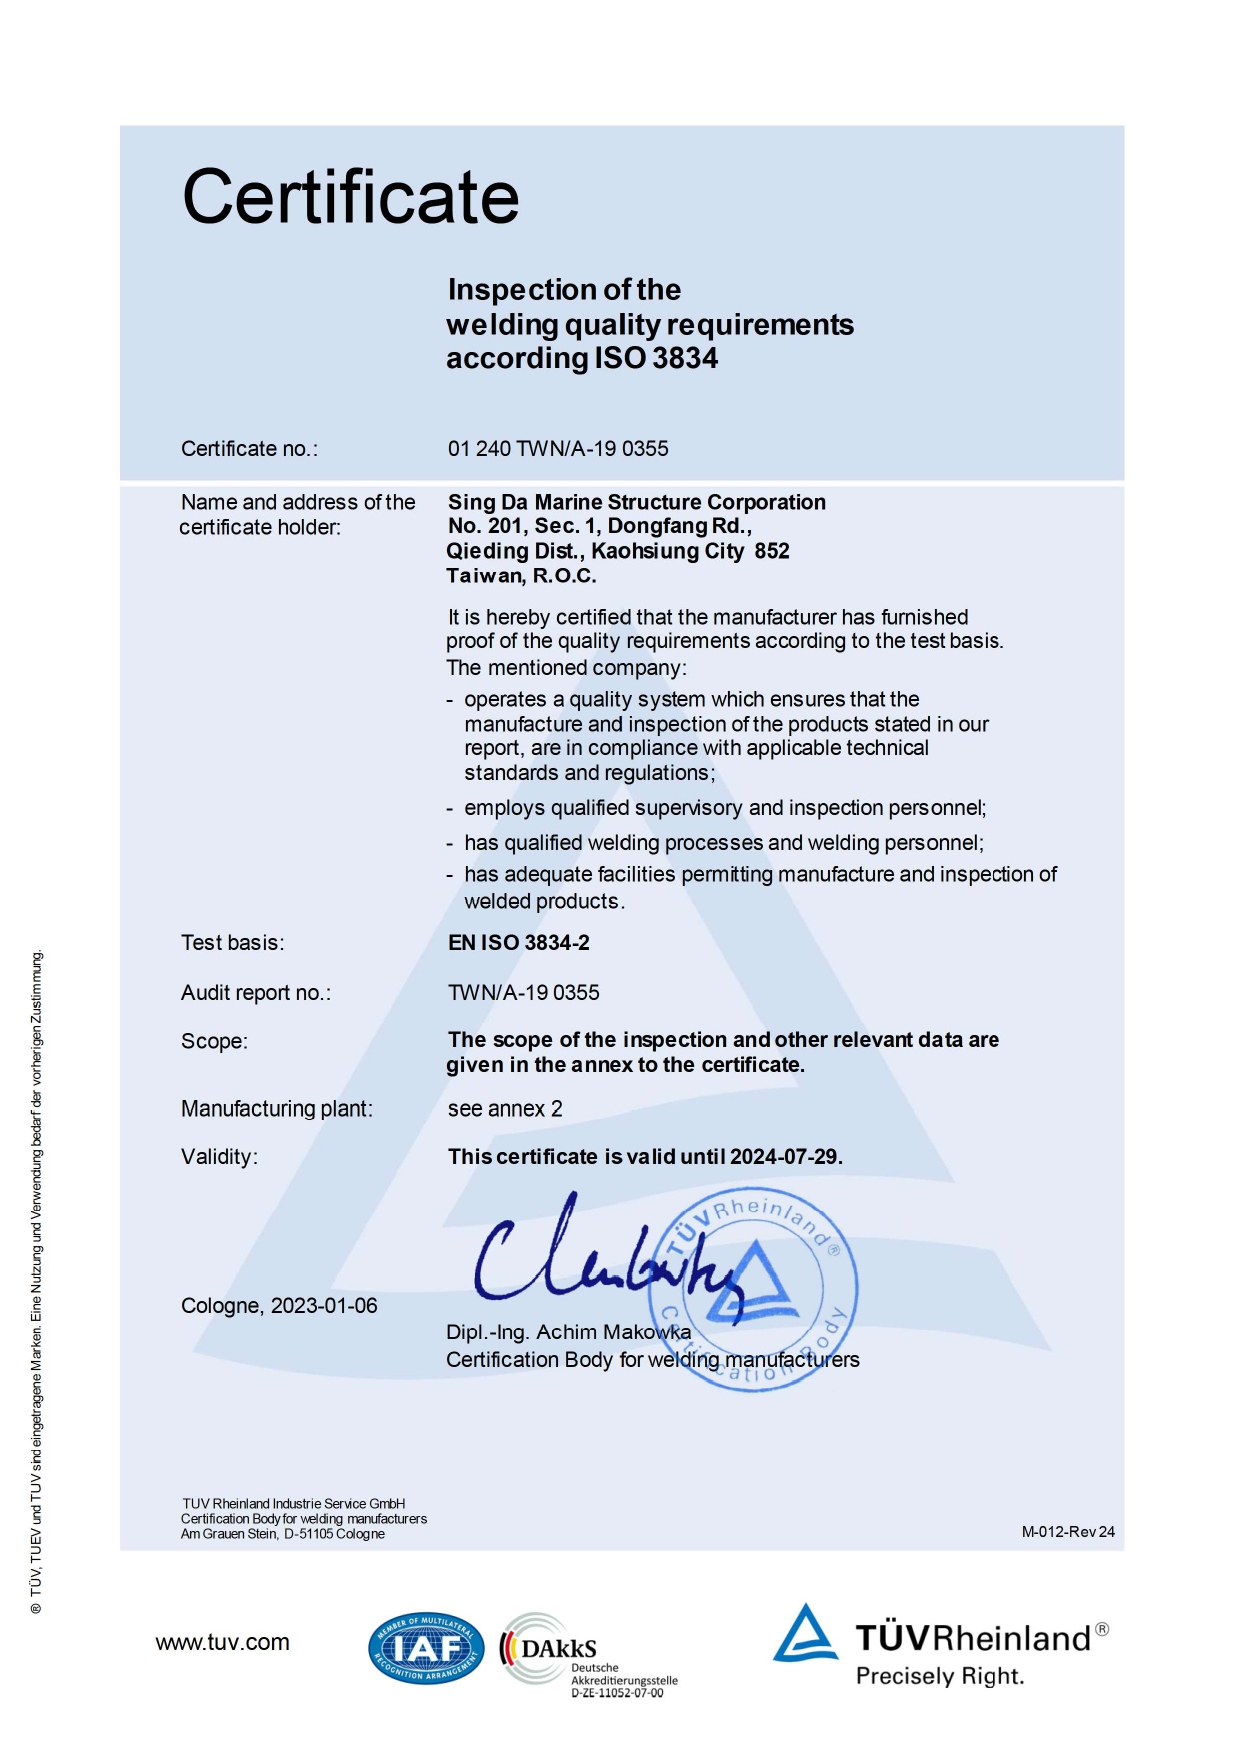 Certificate
Inspection of the
welding quality requirements
according ISO 3834
Certificate no.: 01 240 TWN/A-19 0355
Name and address of the Sing Da Marine Structure Corporation
certificate holder: No. 201, Sec. 1, Dongfang Rd.,
Qieding Dist., Kaohsiung City 852
Taiwan, R.O.C.
It is hereby certified that the manufacturer has furnished
proof of the quality requirements according to the test basis.
The mentioned company:
- operates a quality system which ensures that the
manufacture and inspection of the products stated in our
report, are in compliance with applicable technical
standards and regulations;
- employs qualified supervisory and inspection personnel;
- has qualified welding processes and welding personnel;
- has adequate facilities permitting manufacture and inspection of
welded products.
Test basis: EN ISO 3834-2
Audit report no.: TWN/A-19 0355
Scope: The scope of the inspection and other relevant data are
given in the annex to the certificate.
Manufacturing plant: see annex 2
Validity: This certificate is valid until 2024-07-29.
TÜVRheinland®
Certification Body
Cologne, 2023-01-06
Dipl.-Ing. Achim Makowka
Certification Body for welding manufacturers
TÜV Rheinland Industrie Service GmbH
Certification Body for welding manufacturers
Am Grauen Stein, D-51105 Cologne
M-012-Rev 24
® TÜV, TUEV und TUV sind eingetragene Marken. Eine Nutzung und Verwendung bedarf der vorherigen Zustimmung.
www.tuv.com
MEMBER OF MULTILATERAL
IAF
RECOGNITION ARRANGEMENT
DAkkS
Deutsche
Akkreditierungsstelle
D-ZE-11052-07-00
TÜVRheinland®
Precisely Right.